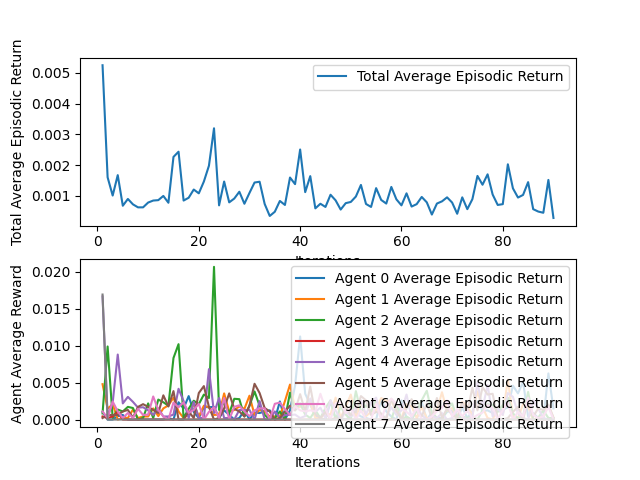 Total Average Episodic Return
0.005
0.004
0.003
0.002
0.001
Total Average Episodic Return
0 20 40 60 80
Iterations
Agent Average Reward
0.020
0.015
0.010
0.005
0.000
Agent 0 Average Episodic Return
Agent 1 Average Episodic Return
Agent 2 Average Episodic Return
Agent 3 Average Episodic Return
Agent 4 Average Episodic Return
Agent 5 Average Episodic Return
Agent 6 Average Episodic Return
Agent 7 Average Episodic Return
0 20 40 60 80
Iterations